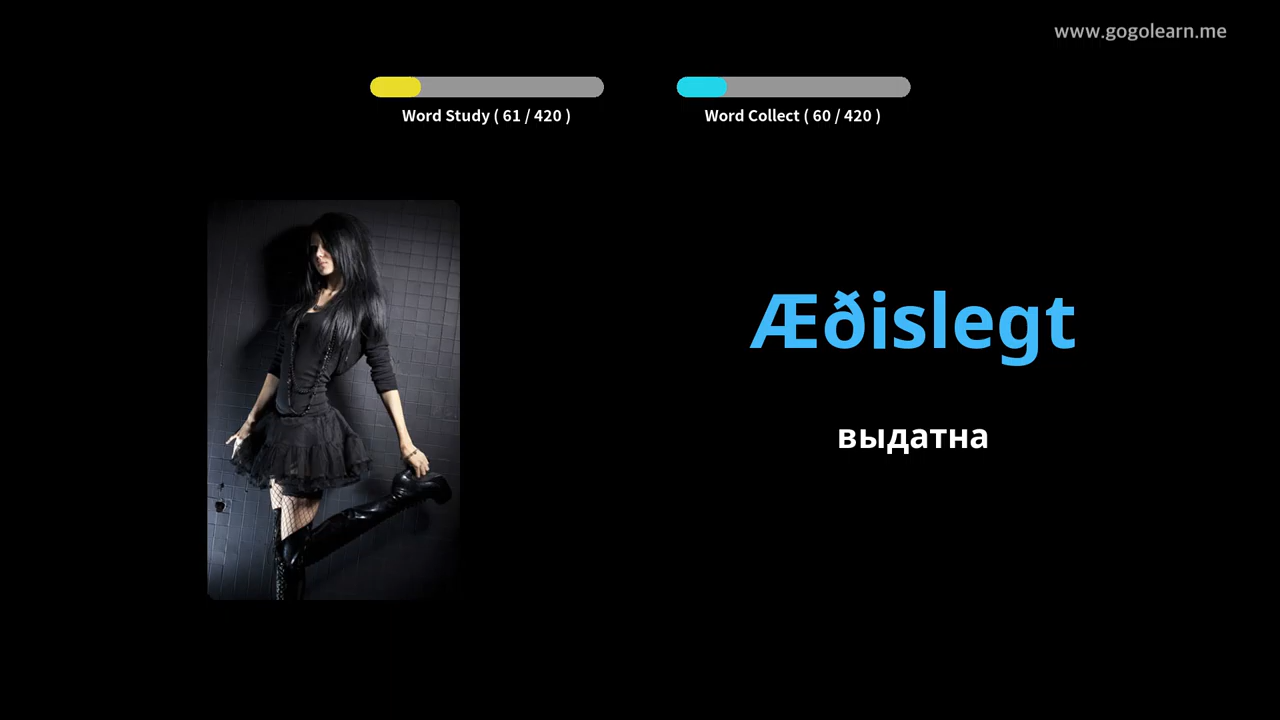 www.gogolearn.me
Word Study ( 61 / 420 )
Word Collect ( 60 / 420 )
Æðislegt
выдатна